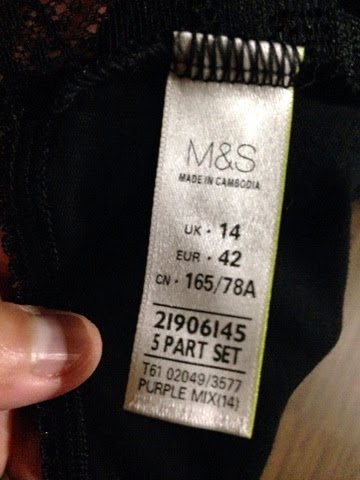 M&S
MADE IN CAMBODIA
UK · 14
EUR · 42
CN · 165/78A
21906145
5 PART SET
T61 02049/3577
PURPLE MIX(14)